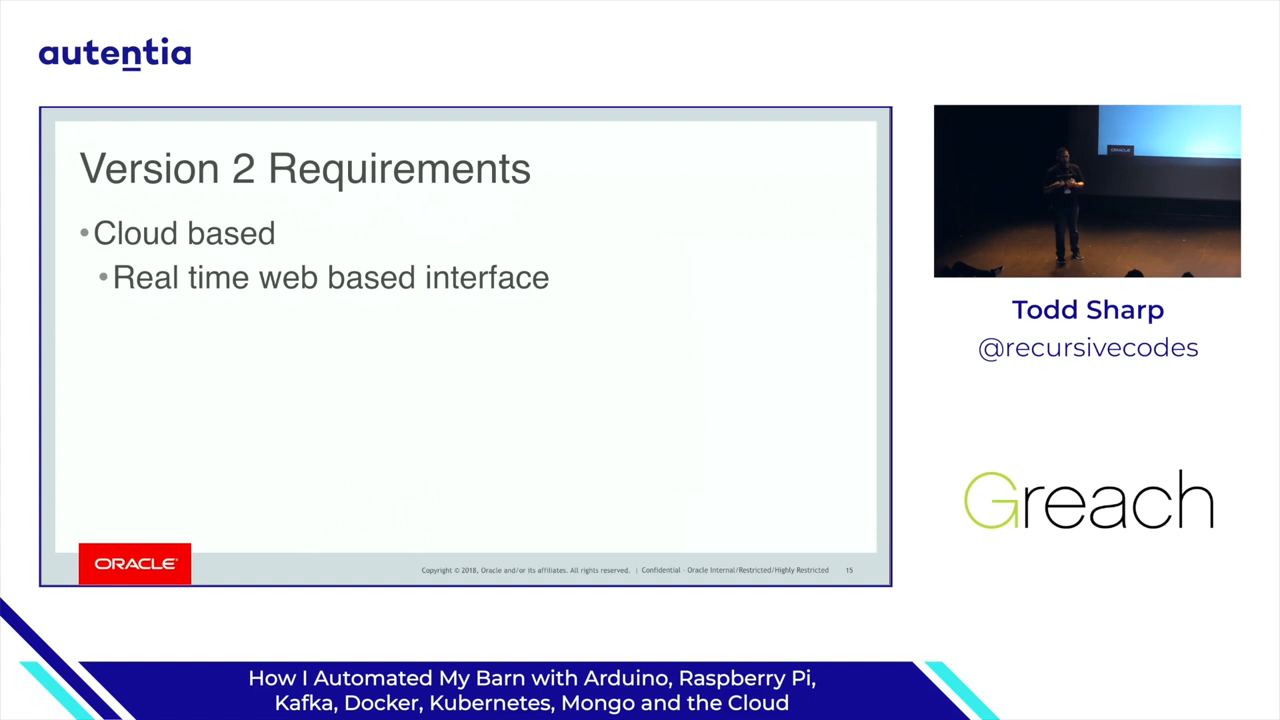 autentia
Version 2 Requirements
•Cloud based
•Real time web based interface
ORACLE
Copyright © 2018, Oracle and/or its affiliates. All rights reserved. | Confidential - Oracle Internal/Restricted/Highly Restricted 15
ORACLE
Todd Sharp
@recursivecodes
Greach
How I Automated My Barn with Arduino, Raspberry Pi,
Kafka, Docker, Kubernetes, Mongo and the Cloud